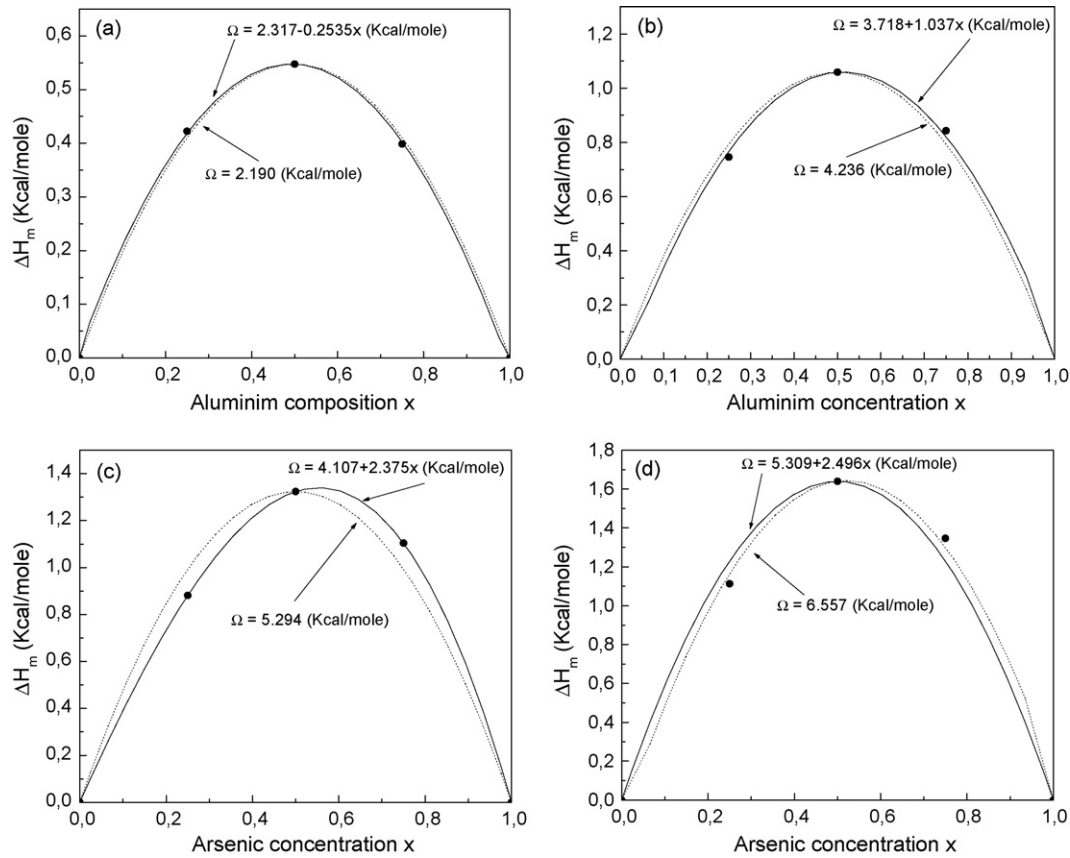 (a)
Ω = 2.317-0.2535x (Kcal/mole)
Ω = 2.190 (Kcal/mole)
ΔHm (Kcal/mole)
0,6
0,5
0,4
0,3
0,2
0,1
0,0
0,0 0,2 0,4 0,6 0,8 1,0
Aluminim composition x
(b)
Ω = 3.718+1.037x (Kcal/mole)
Ω = 4.236 (Kcal/mole)
ΔHm (Kcal/mole)
1,2
1,0
0,8
0,6
0,4
0,2
0,0
0,0 0,1 0,2 0,3 0,4 0,5 0,6 0,7 0,8 0,9 1,0
Aluminim concentration x
(c)
Ω = 4.107+2.375x (Kcal/mole)
Ω = 5.294 (Kcal/mole)
ΔHm (Kcal/mole)
1,4
1,2
1,0
0,8
0,6
0,4
0,2
0,0
0,0 0,2 0,4 0,6 0,8 1,0
Arsenic concentration x
(d)
Ω = 5.309+2.496x (Kcal/mole)
Ω = 6.557 (Kcal/mole)
ΔHm (Kcal/mole)
1,8
1,6
1,4
1,2
1,0
0,8
0,6
0,4
0,2
0,0
0,0 0,2 0,4 0,6 0,8 1,0
Arsenic concentration x